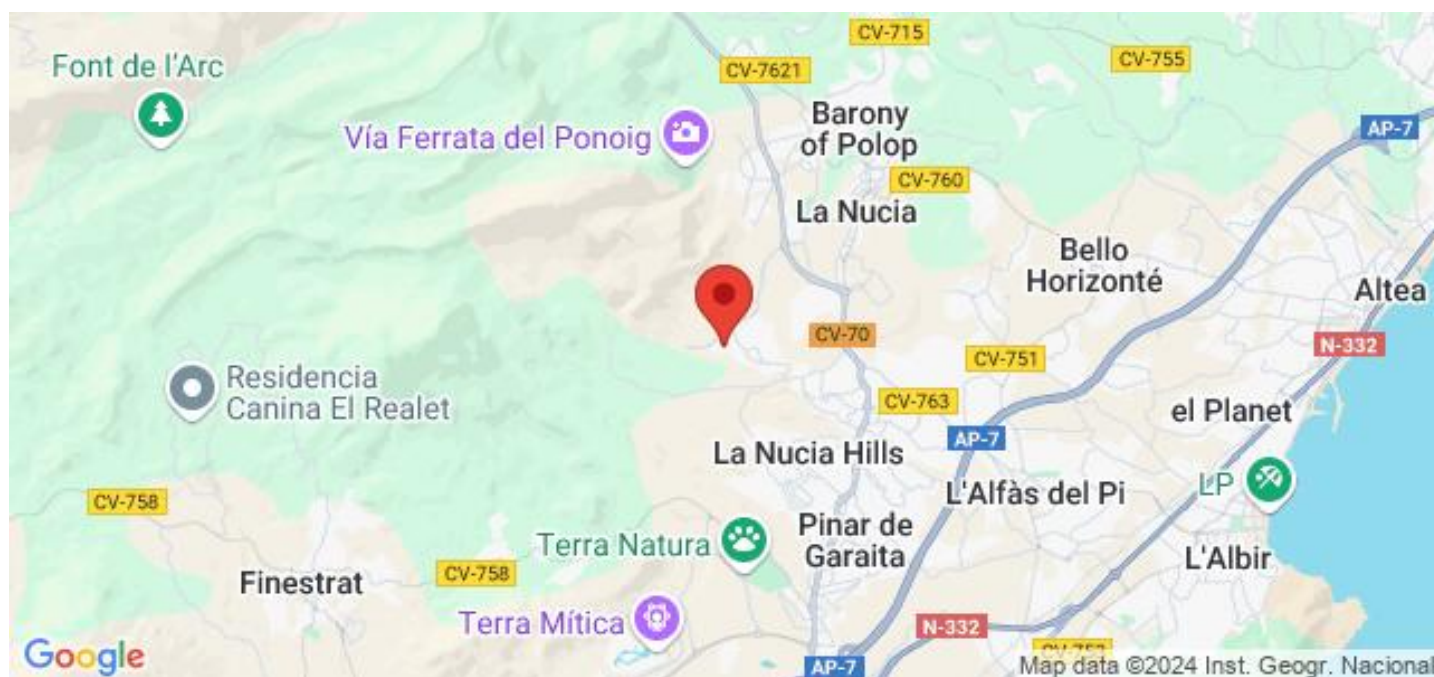 CV-715
Font de l'Arc
CV-7621
CV-755
Barony
of Polop
AP-7
Vía Ferrata del Ponoig
CV-760
La Nucia
Bello
Horizonté
Altea
CV-70
N-332
CV-751
Residencia
Canina El Realet
CV-763
el Planet
AP-7
La Nucia Hills
LP
L'Alfàs del Pi
CV-758
Terra Natura
Pinar de
Garaita
L'Albir
CV-758
Finestrat
Terra Mítica
N-332
CV-753
Google
AP-7
Map data ©2024 Inst. Geogr. Nacional